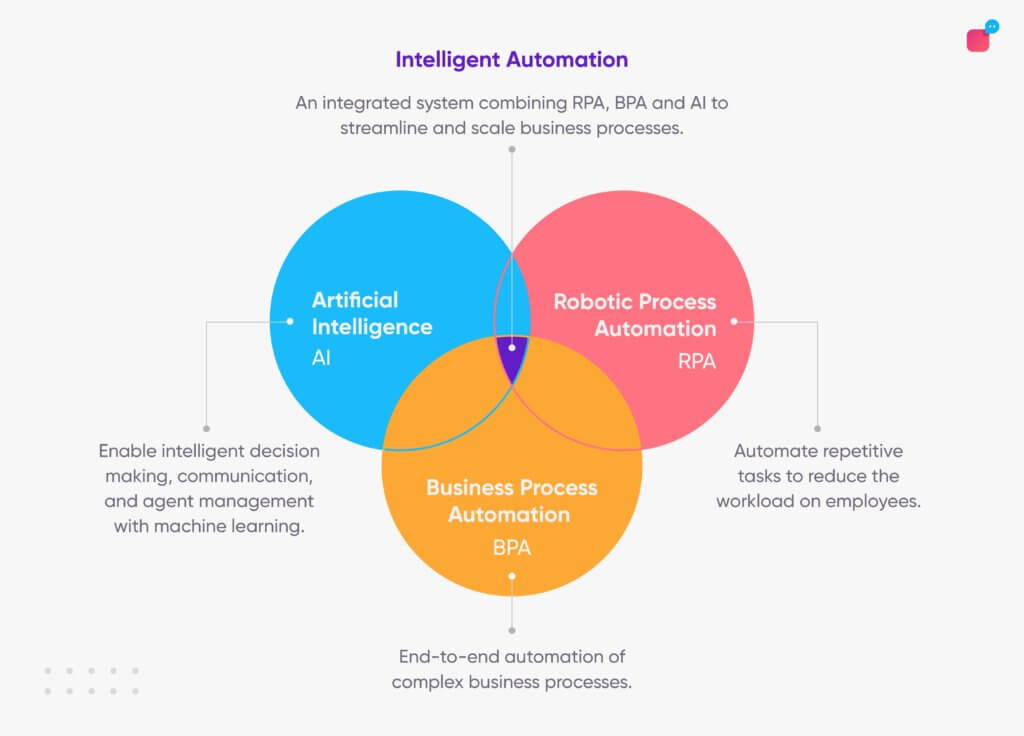 Intelligent Automation
An integrated system combining RPA, BPA and AI to
streamline and scale business processes.
Artificial
Intelligence
AI
Robotic Process
Automation
RPA
Enable intelligent decision
making, communication,
and agent management
with machine learning.
Automate repetitive
tasks to reduce the
workload on employees.
Business Process
Automation
BPA
End-to-end automation of
complex business processes.